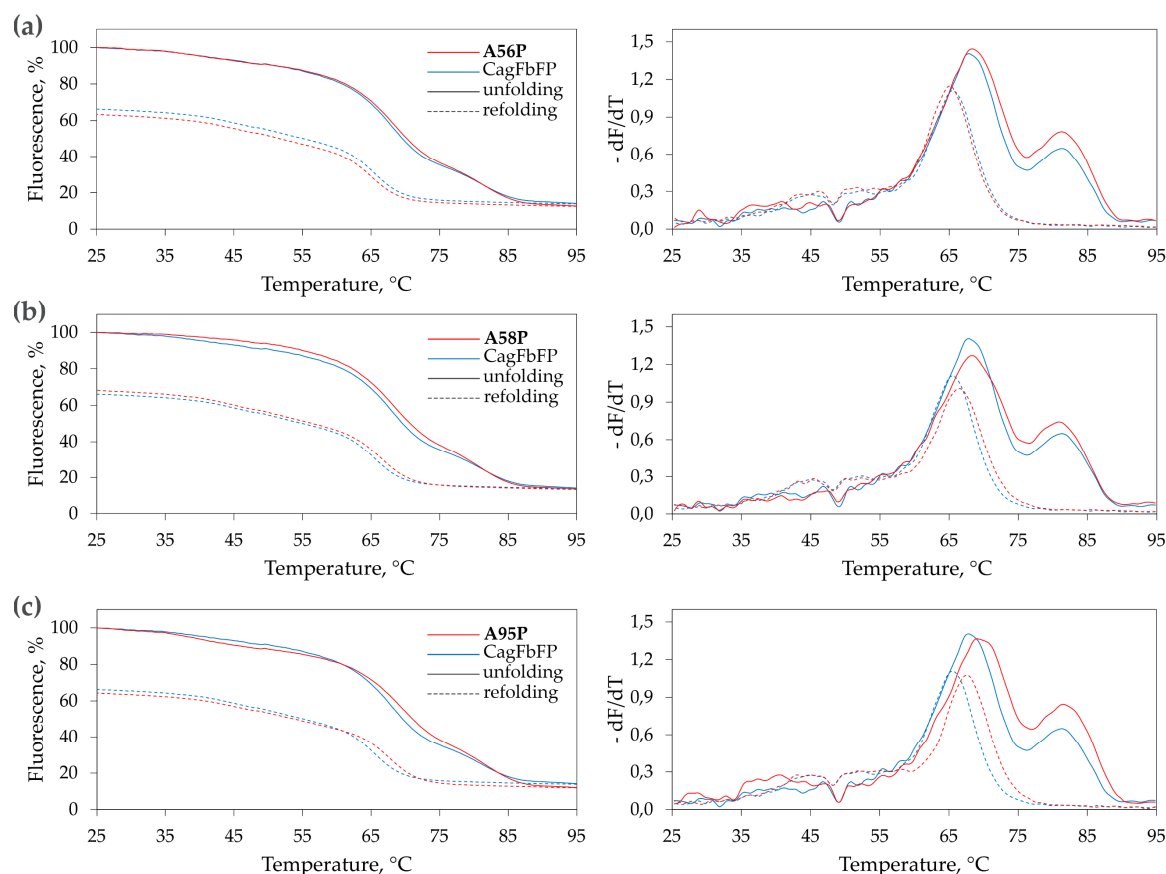 (a)
Fluorescence, %
100
80
60
40
20
0
25 35 45 55 65 75 85 95
Temperature, °C
A56P
CagFbFP
unfolding
refolding
- dF/dT
1,5
1,2
0,9
0,6
0,3
0,0
25 35 45 55 65 75 85 95
Temperature, °C
(b)
Fluorescence, %
100
80
60
40
20
0
25 35 45 55 65 75 85 95
Temperature, °C
A58P
CagFbFP
unfolding
refolding
- dF/dT
1,5
1,2
0,9
0,6
0,3
0,0
25 35 45 55 65 75 85 95
Temperature, °C
(c)
Fluorescence, %
100
80
60
40
20
0
25 35 45 55 65 75 85 95
Temperature, °C
A95P
CagFbFP
unfolding
refolding
- dF/dT
1,5
1,2
0,9
0,6
0,3
0,0
25 35 45 55 65 75 85 95
Temperature, °C